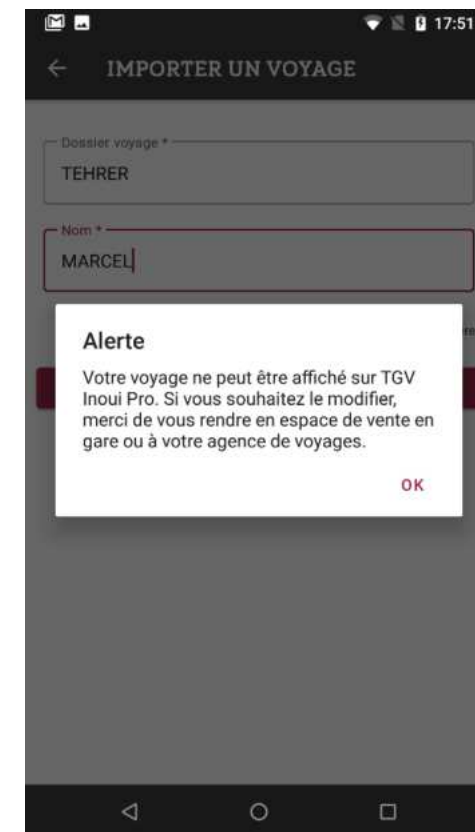 17:51
IMPORTER UN VOYAGE
Dossier voyage *
TEHRER
Nom *
MARCEL
Alerte
Votre voyage ne peut être affiché sur TGV
Inoui Pro. Si vous souhaitez le modifier,
merci de vous rendre en espace de vente en
gare ou à votre agence de voyages.
OK